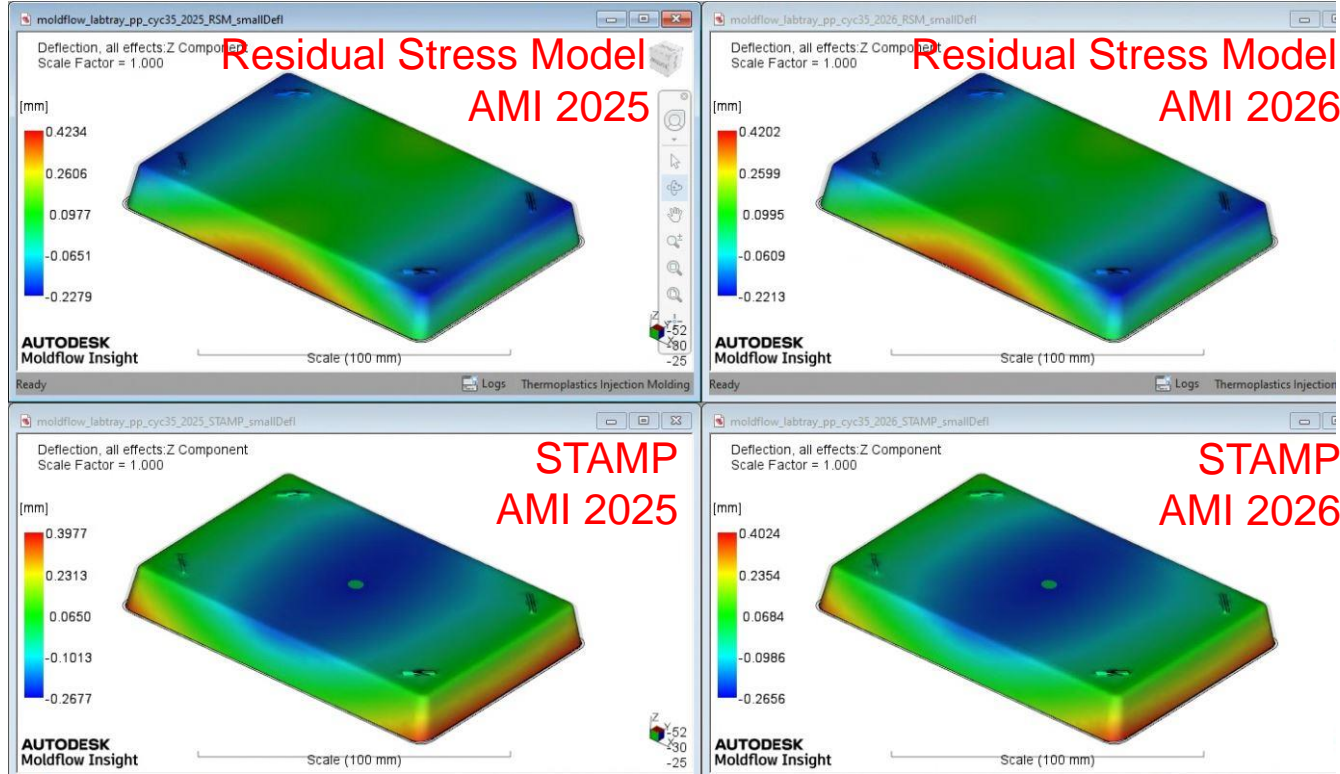 moldflow_labtray_pp_cyc35_2025_RSM_smallDefl
Deflection, all effects:Z Component
Scale Factor = 1.000
Residual Stress Model
AMI 2025
[mm]
0.4234
0.2606
0.0977
-0.0651
-0.2279
AUTODESK
Moldflow Insight
Scale (100 mm)
Z
Y
X
-52
-30
-25
Ready
Logs
Thermoplastics Injection Molding
moldflow_labtray_pp_cyc35_2026_RSM_smallDefl
Deflection, all effects:Z Component
Scale Factor = 1.000
Residual Stress Model
AMI 2026
[mm]
0.4202
0.2599
0.0995
-0.0609
-0.2213
AUTODESK
Moldflow Insight
Scale (100 mm)
Ready
Logs
Thermoplastics Injection
moldflow_labtray_pp_cyc35_2025_STAMP_smallDefl
Deflection, all effects:Z Component
Scale Factor = 1.000
STAMP
AMI 2025
[mm]
0.3977
0.2313
0.0650
-0.1013
-0.2677
AUTODESK
Moldflow Insight
Scale (100 mm)
Z
Y
X
-52
-30
-25
moldflow_labtray_pp_cyc35_2026_STAMP_smallDefl
Deflection, all effects:Z Component
Scale Factor = 1.000
STAMP
AMI 2026
[mm]
0.4024
0.2354
0.0684
-0.0986
-0.2656
AUTODESK
Moldflow Insight
Scale (100 mm)